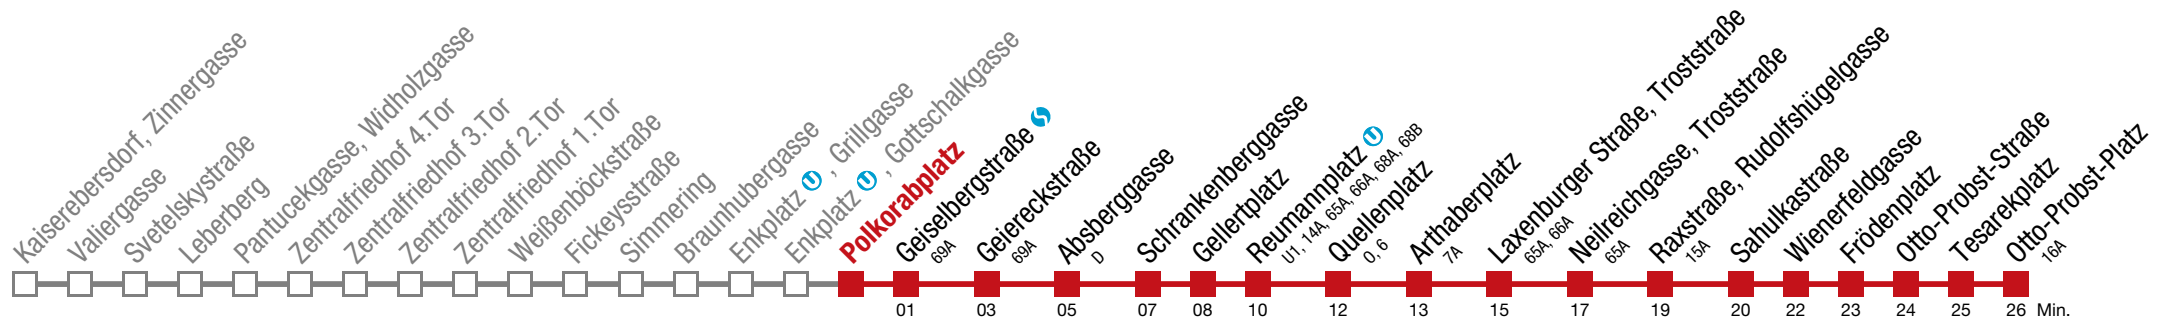 Kaiserebersdorf, Zinnergasse
Valiergasse
Svetelskystraße
Leberberg
Pantucekgasse, Widholzgasse
Zentralfriedhof 4.Tor
Zentralfriedhof 3.Tor
Zentralfriedhof 2.Tor
Zentralfriedhof 1.Tor
Weißenböckstraße
Fickeysstraße
Simmering
Braunhubergasse
Enkplatz U, Grillgasse
Enkplatz U, Gottschalkgasse
Polkorabplatz
Geiselbergstraße S
69A
Geiereckstraße
69A
Absberggasse
D
Schrankenberggasse
Gellertplatz
Reumannplatz U
U1, 14A, 65A, 66A, 68A, 68B
Quellenplatz
O, 6
Arthaberplatz
7A
Laxenburger Straße, Troststraße
65A, 66A
Neilreichgasse, Troststraße
65A
Raxstraße, Rudolfshügelgasse
15A
Sahulkastraße
Wienerfeldgasse
Frödenplatz
Otto-Probst-Straße
Tesarekplatz
Otto-Probst-Platz
16A
01 03 05 07 08 10 12 13 15 17 19 20 22 23 24 25 26 Min.